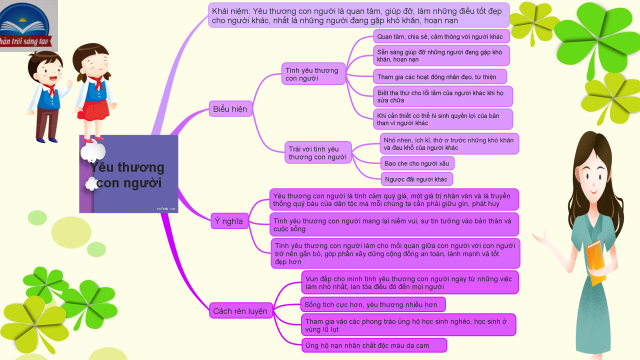 chân trời sáng tạo
Khái niệm: Yêu thương con người là quan tâm, giúp đỡ, làm những điều tốt đẹp
cho người khác, nhất là những người đang gặp khó khăn, hoạn nạn
Yêu thương
con người
Biểu hiện
Tình yêu thương
con người
Quan tâm, chia sẻ, cảm thông với người khác
Sẵn sàng giúp đỡ những người đang gặp khó
khăn, hoạn nạn
Tham gia các hoạt động nhân đạo, từ thiện
Biết tha thứ cho lỗi lầm của người khác khi họ
sửa chữa
Khi cần thiết có thể hi sinh quyền lợi của bản
thân vì người khác
Trái với tình yêu
thương con người
Nhỏ nhen, ích kỉ, thờ ơ trước những khó khăn
và đau khổ của người khác
Bao che cho người xấu
Ngược đãi người khác
Ý nghĩa
Yêu thương con người là tình cảm quý giá, một giá trị nhân văn và là truyền
thống quý báu của dân tộc mà mỗi chúng ta cần phải giữu gìn, phát huy
Tình yêu thương con người mang lại niềm vui, sự tin tưởng vào bản thân và
cuộc sống
Tình yêu thương con người làm cho mối quan giữa con người với con người
trở nên gắn bó, góp phần xây dững cộng đồng an toàn, lành mạnh và tốt
đẹp hơn
Cách rèn luyện
Vun đắp cho mình tình yêu thương con người ngay từ những việc
làm nhỏ nhất, lan tỏa điều đó đến mọi người
Sống tích cực hơn, yêu thương nhiều hơn
Tham gia vào các phong trào ủng hộ học sinh nghèo, học sinh ở
vùng lũ lụt
Ủng hộ nạn nhân chất độc màu da cam